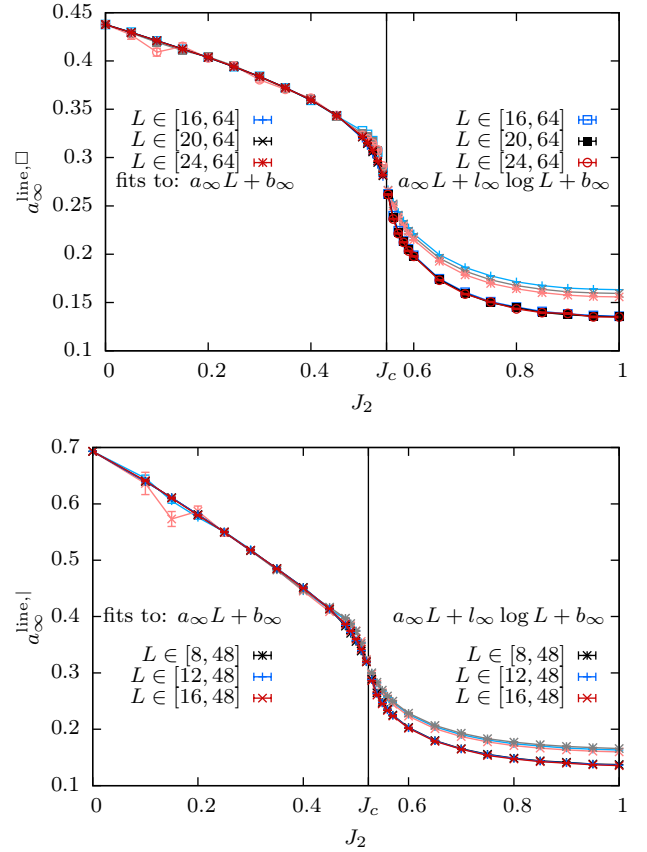 0.45
0.4
0.35
0.3
0.25
0.2
0.15
0.1
a∞^line,□
L ∈ [16, 64]
L ∈ [20, 64]
L ∈ [24, 64]
fits to: a∞L + b∞
L ∈ [16, 64]
L ∈ [20, 64]
L ∈ [24, 64]
a∞L + l∞ log L + b∞
0 0.2 0.4 J_c 0.6 0.8 1
J_2
0.7
0.6
0.5
0.4
0.3
0.2
0.1
a∞^line,|
fits to: a∞L + b∞
L ∈ [8, 48]
L ∈ [12, 48]
L ∈ [16, 48]
a∞L + l∞ log L + b∞
L ∈ [8, 48]
L ∈ [12, 48]
L ∈ [16, 48]
0 0.2 0.4 J_c 0.6 0.8 1
J_2